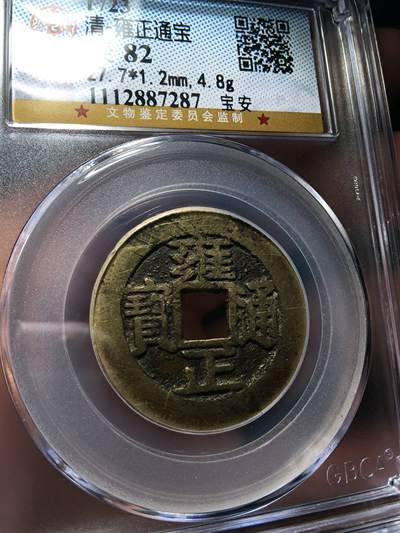 清·雍正通宝
82
27.7*1.2mm, 4.8g
1112887287 宝安
★ 文物鉴定委员会监制 ★
雍正通寶
GBCA